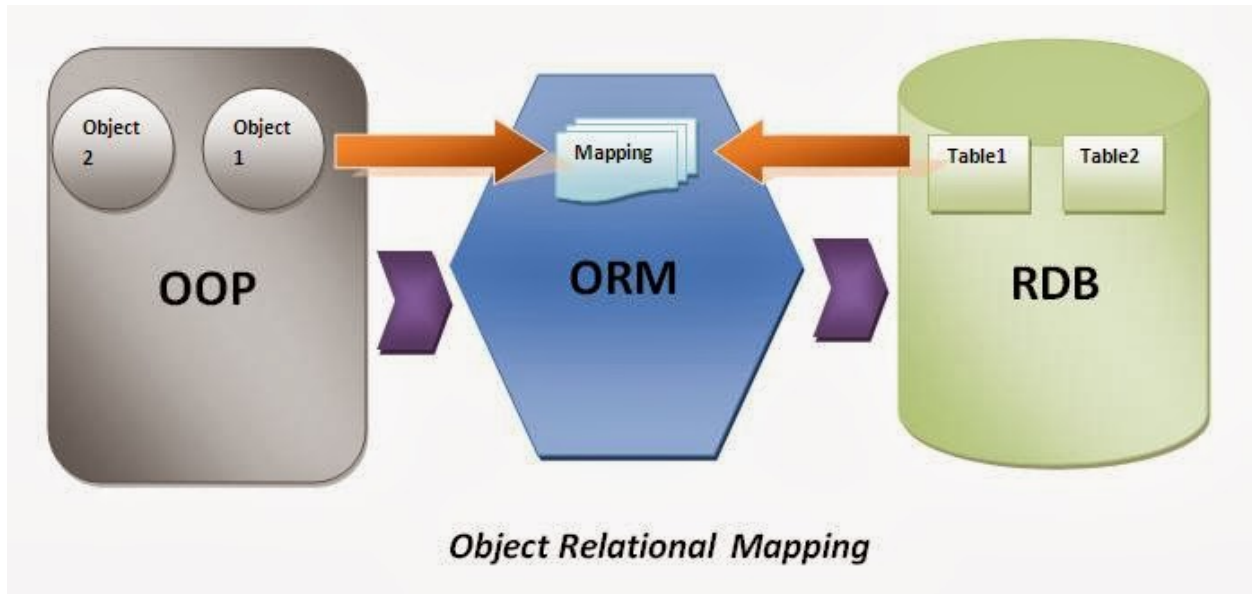 Object
2
Object
1
Mapping
Table1
Table2
OOP
ORM
RDB
Object Relational Mapping